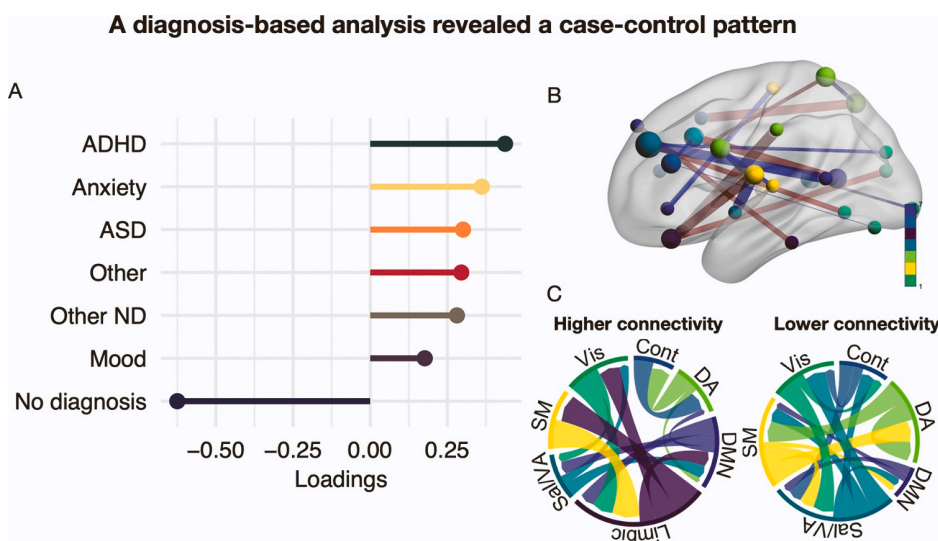 A diagnosis-based analysis revealed a case-control pattern
A
ADHD
Anxiety
ASD
Other
Other ND
Mood
No diagnosis
−0.50 −0.25 0.00 0.25
Loadings
B
1
C
Higher connectivity
Vis
Cont
DA
DMN
Limbic
Sal/VA
SM
Lower connectivity
Vis
Cont
DA
DMN
Sal/VA
SM